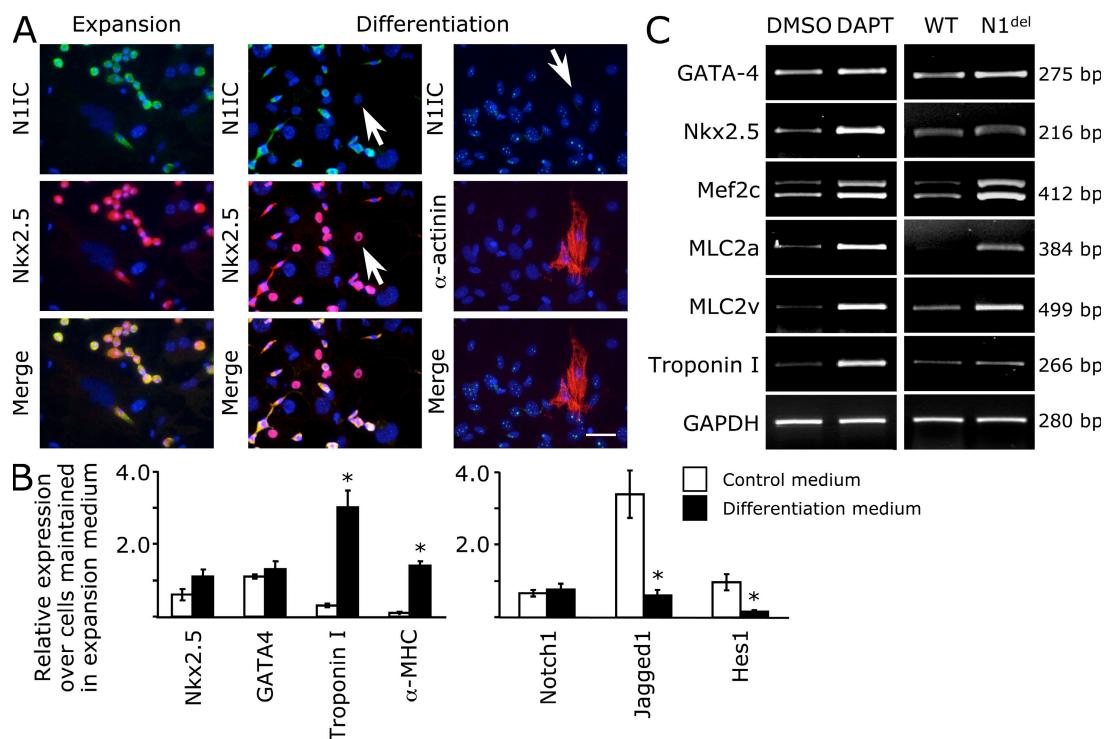 A
Expansion
Differentiation
N1IC
N1IC
N1IC
Nkx2.5
Nkx2.5
α-actinin
Merge
Merge
Merge
B
Relative expression
over cells maintained
in expansion medium
4.0
2.0
*
*
Nkx2.5
GATA4
Troponin I
α-MHC
4.0
2.0
*
*
Notch1
Jagged1
Hes1
Control medium
Differentiation medium
C
DMSO DAPT WT N1del
GATA-4 275 bp
Nkx2.5 216 bp
Mef2c 412 bp
MLC2a 384 bp
MLC2v 499 bp
Troponin I 266 bp
GAPDH 280 bp